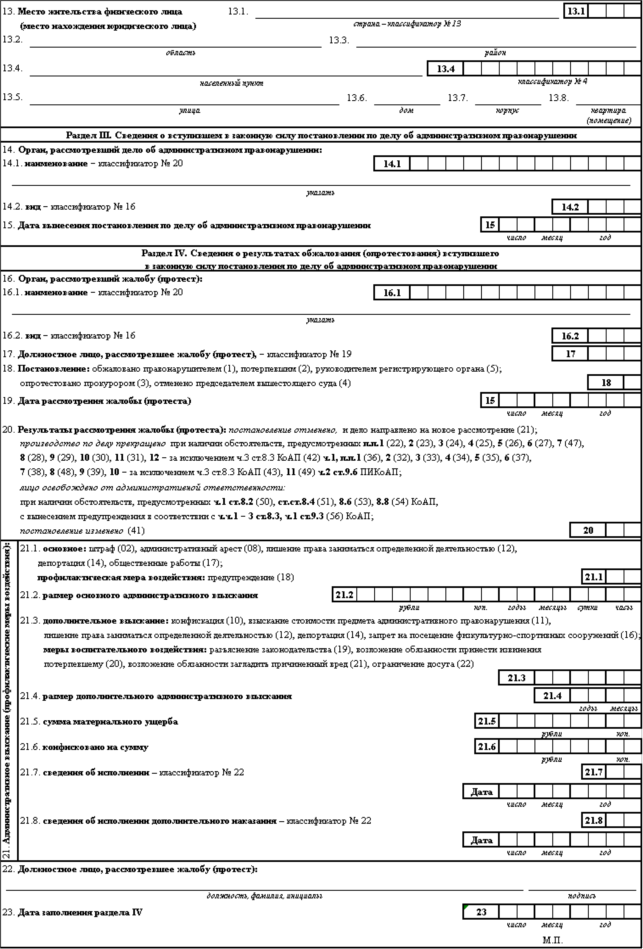 13. Место жительства физического лица 13.1. 13.1
(место нахождения юридического лица) страна – классификатор № 13
13.2. 13.3.
область район
13.4. 13.4
населенный пункт классификатор № 4
13.5. 13.6. 13.7. 13.8.
улица дом корпус квартира
(помещение)
Раздел III. Сведения о вступившем в законную силу постановлении по делу об административном правонарушении
14. Орган, рассмотревший дело об административном правонарушении:
14.1. наименование – классификатор № 20 14.1
указать
14.2. вид – классификатор № 16 14.2
15. Дата вынесения постановления по делу об административном правонарушении 15
число месяц год
Раздел IV. Сведения о результатах обжалования (опротестования) вступившего
в законную силу постановления по делу об административном правонарушении
16. Орган, рассмотревший жалобу (протест):
16.1. наименование – классификатор № 20 16.1
указать
16.2. вид – классификатор № 16 16.2
17. Должностное лицо, рассмотревшее жалобу (протест), – классификатор № 19 17
18. Постановление: обжаловано правонарушителем (1), потерпевшим (2), руководителем регистрирующего органа (5);
опротестовано прокурором (3), отменено председателем вышестоящего суда (4) 18
19. Дата рассмотрения жалобы (протеста) 15
число месяц год
20. Результаты рассмотрения жалобы (протеста): постановление отменено, и дело направлено на новое рассмотрение (21);
производство по делу прекращено при наличии обстоятельств, предусмотренных п.п.1 (22), 2 (23), 3 (24), 4 (25), 5 (26), 6 (27), 7 (47),
8 (28), 9 (29), 10 (30), 11 (31), 12 – за исключением ч.3 ст.8.3 КоАП (42) ч.1, п.п.1 (36), 2 (32), 3 (33), 4 (34), 5 (35), 6 (37),
7 (38), 8 (48), 9 (39), 10 – за исключением ч.3 ст.8.3 КоАП (43), 11 (49) ч.2 ст.9.6 ПИКоАП;
лицо освобождено от административной ответственности:
при наличии обстоятельств, предусмотренных ч.1 ст.8.2 (50), ст.ст.8.4 (51), 8.6 (53), 8.8 (54) КоАП,
с вынесением предупреждения в соответствии с ч.ч.1 – 3 ст.8.3, ч.1 ст.9.3 (56) КоАП;
постановление изменено (41) 20
21. Административное взыскание (профилактические меры воздействия):
21.1. основное: штраф (02), административный арест (08), лишение права заниматься определенной деятельностью (12),
депортация (14), общественные работы (17);
профилактическая мера воздействия: предупреждение (18) 21.1
21.2. размер основного административного взыскания 21.2
рубли коп. годы месяцы сутки часы
21.3. дополнительное взыскание: конфискация (10), взыскание стоимости предмета административного правонарушения (11),
лишение права заниматься определенной деятельностью (12), депортация (14), запрет на посещение физкультурно-спортивных сооружений (16);
меры воспитательного воздействия: разъяснение законодательства (19), возложение обязанности принести извинения
потерпевшему (20), возложение обязанности загладить причиненный вред (21), ограничение досуга (22)
21.3
21.4. размер дополнительного административного взыскания 21.4
годы месяцы
21.5. сумма материального ущерба 21.5
рубли коп.
21.6. конфисковано на сумму 21.6
рубли коп.
21.7. сведения об исполнении – классификатор № 22 21.7
Дата
число месяц год
21.8. сведения об исполнении дополнительного наказания – классификатор № 22 21.8
Дата
число месяц год
22. Должностное лицо, рассмотревшее жалобу (протест):
должность, фамилия, инициалы подпись
23. Дата заполнения раздела IV 23
число месяц год
М.П.